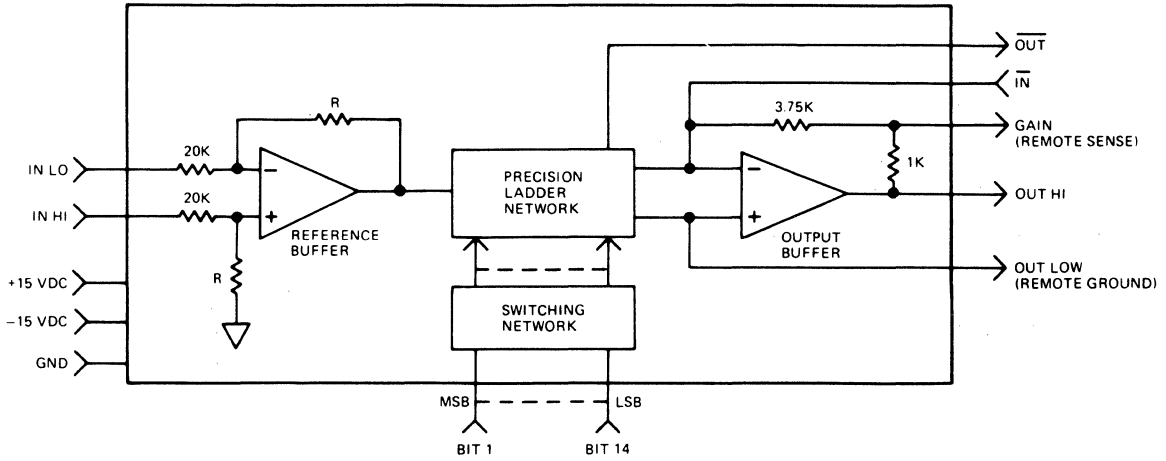 OUT
IN
GAIN
(REMOTE SENSE)
3.75K
1K
R
20K
IN LO
20K
IN HI
−
+
REFERENCE
BUFFER
R
PRECISION
LADDER
NETWORK
−
+
OUTPUT
BUFFER
OUT HI
OUT LOW
(REMOTE GROUND)
+15 VDC
−15 VDC
GND
SWITCHING
NETWORK
MSB
LSB
BIT 1
BIT 14